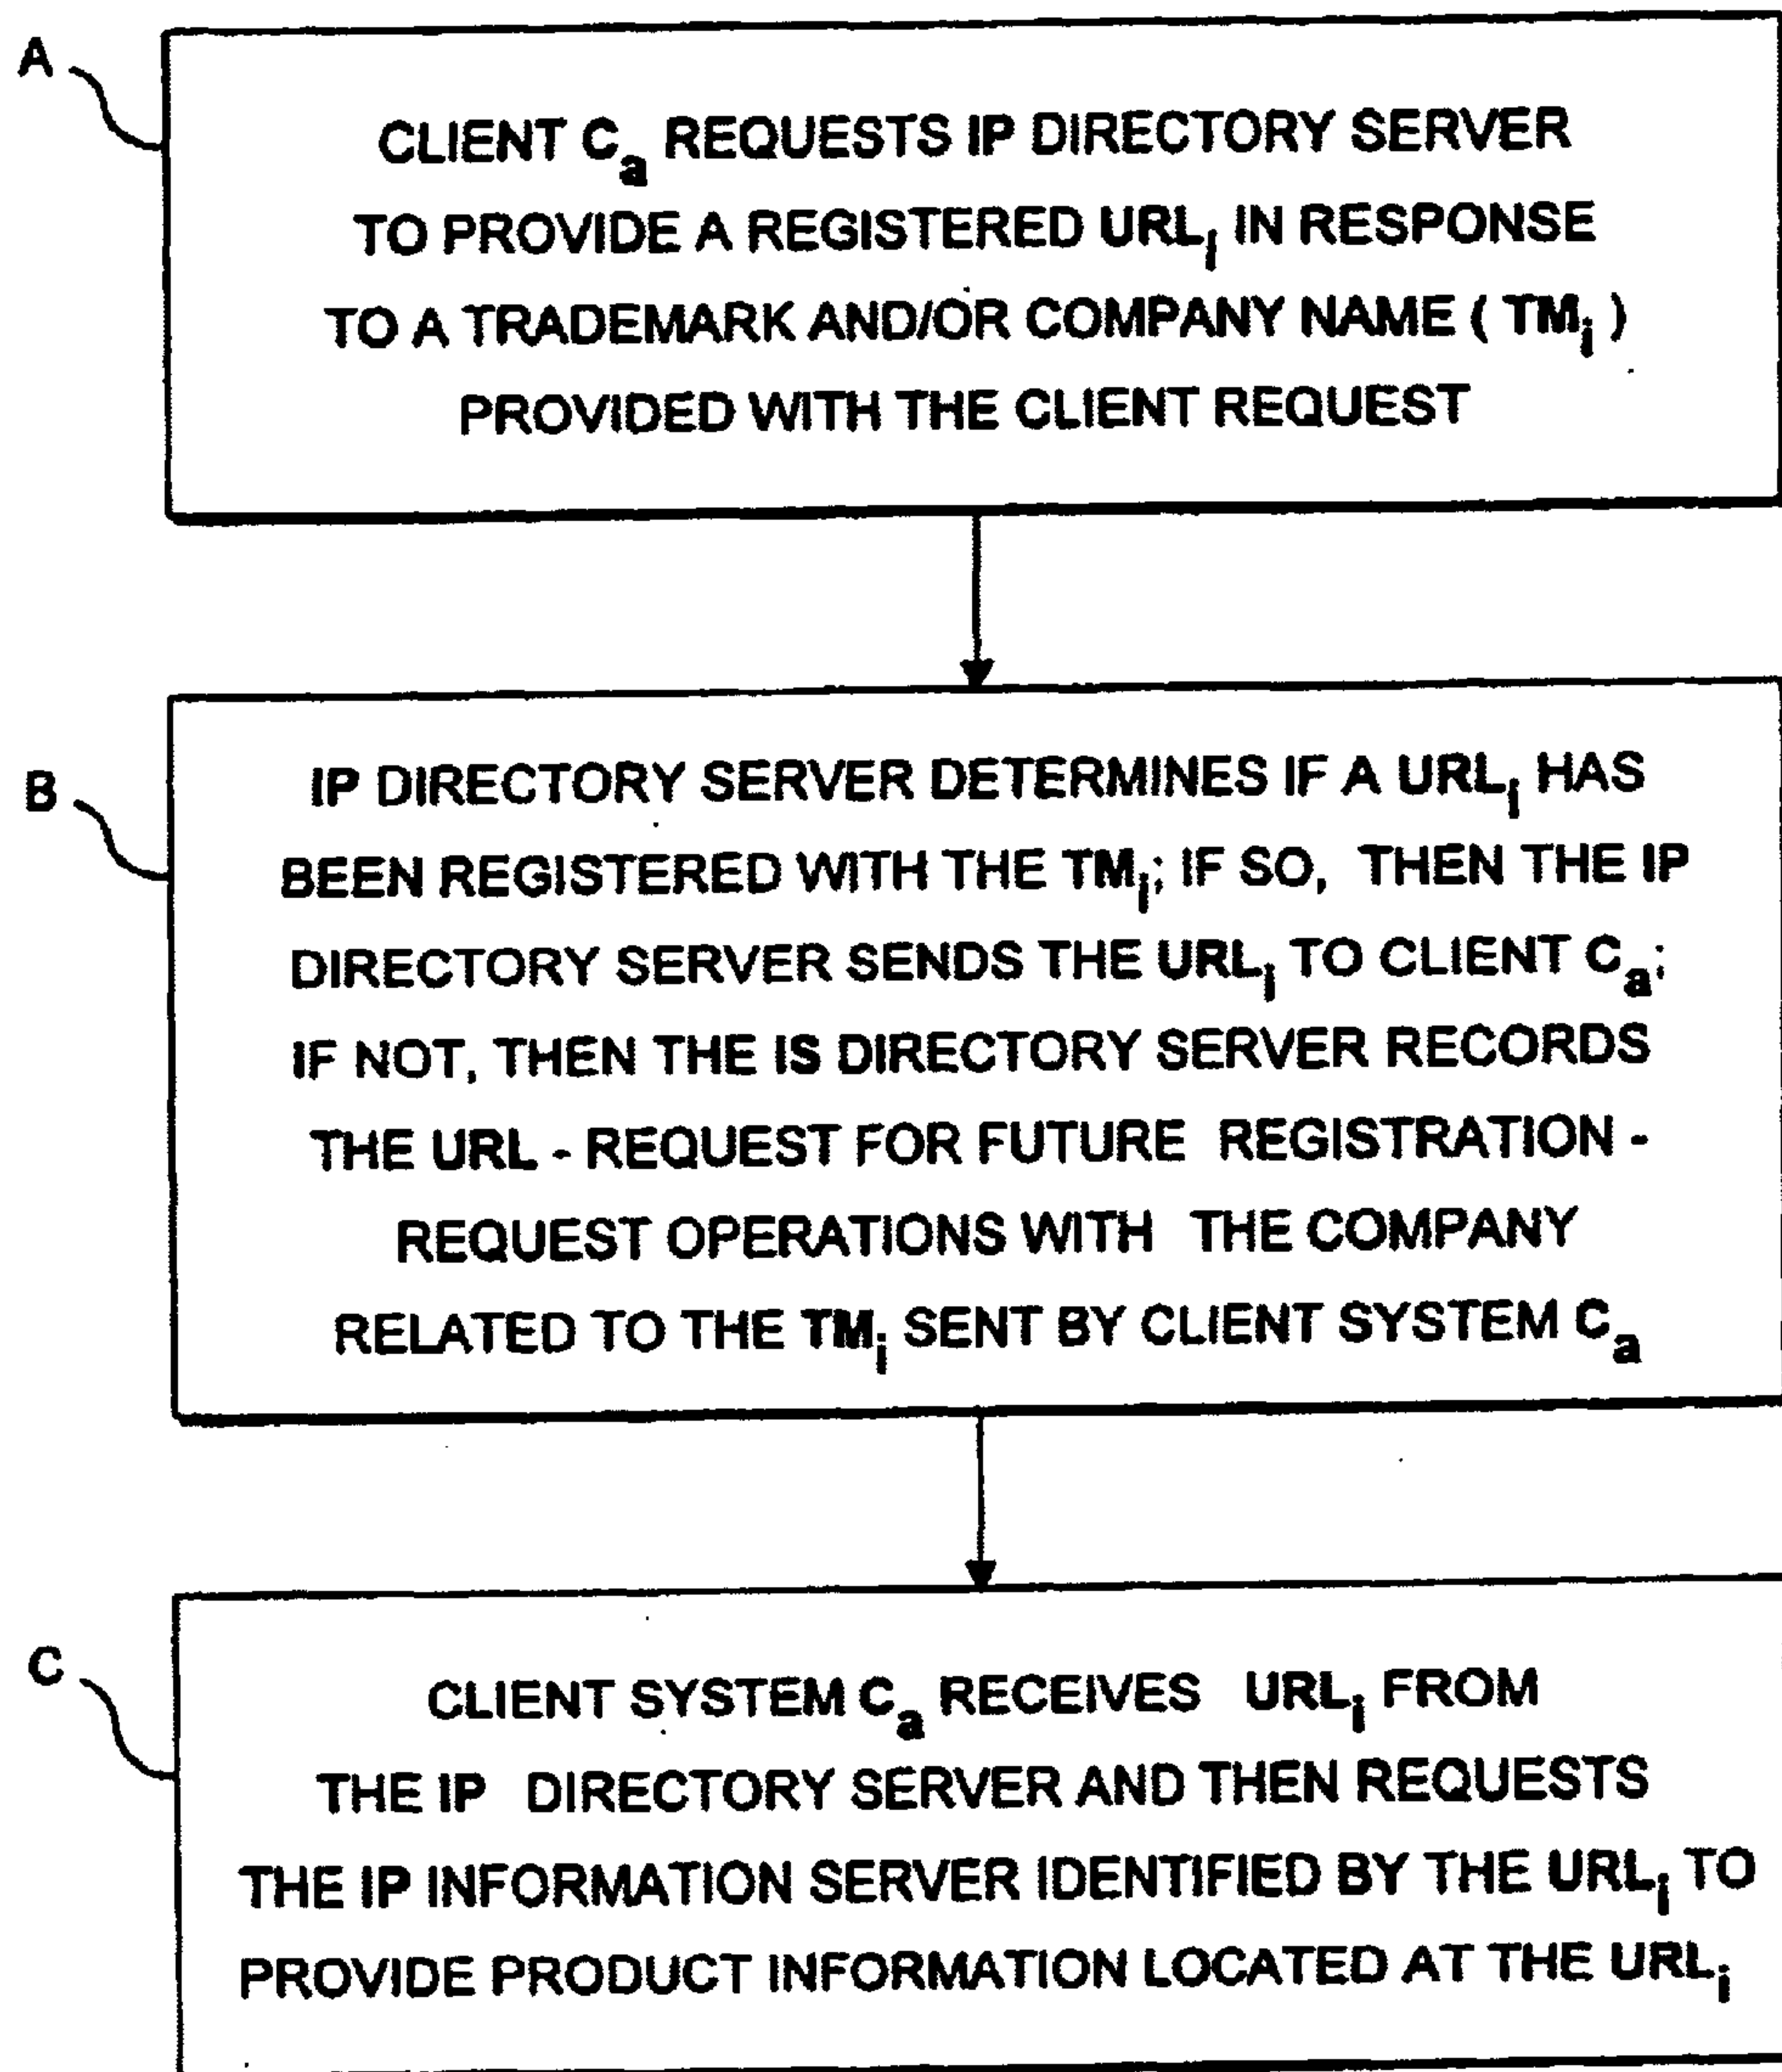 A
CLIENT Cₐ REQUESTS IP DIRECTORY SERVER
TO PROVIDE A REGISTERED URLᵢ IN RESPONSE
TO A TRADEMARK AND/OR COMPANY NAME ( TMᵢ )
PROVIDED WITH THE CLIENT REQUEST
B
IP DIRECTORY SERVER DETERMINES IF A URLᵢ HAS
BEEN REGISTERED WITH THE TMᵢ; IF SO, THEN THE IP
DIRECTORY SERVER SENDS THE URLᵢ TO CLIENT Cₐ;
IF NOT, THEN THE IS DIRECTORY SERVER RECORDS
THE URL - REQUEST FOR FUTURE REGISTRATION -
REQUEST OPERATIONS WITH THE COMPANY
RELATED TO THE TMᵢ SENT BY CLIENT SYSTEM Cₐ
C
CLIENT SYSTEM Cₐ RECEIVES URLᵢ FROM
THE IP DIRECTORY SERVER AND THEN REQUESTS
THE IP INFORMATION SERVER IDENTIFIED BY THE URLᵢ TO
PROVIDE PRODUCT INFORMATION LOCATED AT THE URLᵢ